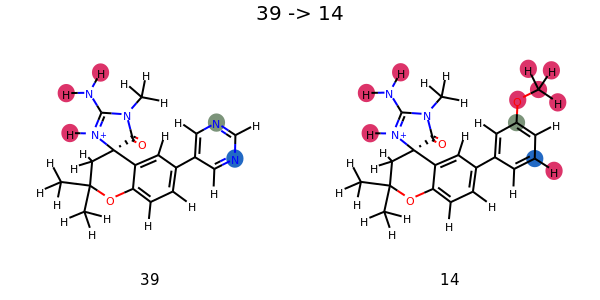 39 -> 14
H H H H H H
H N H N H H H
N H N H N N H H O H
H N+ H N+ H H
H O H O
H H N H H H
H H H H H
H H H H
H H H H H H H H
O O
H H H H H H
H H
39 14